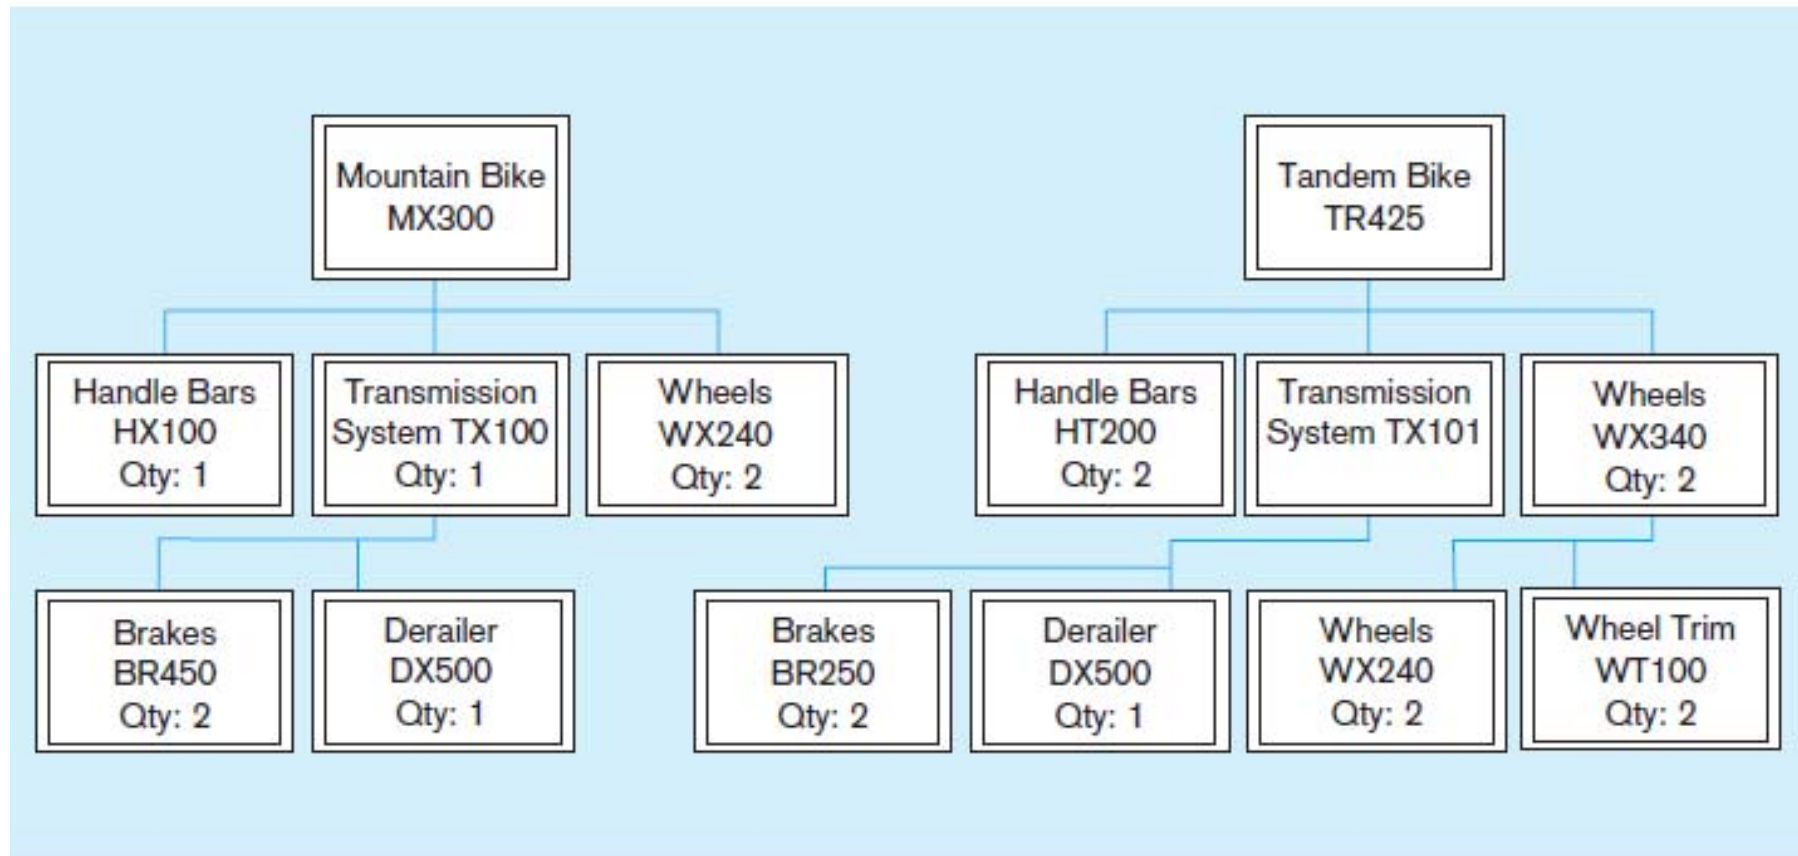 Mountain Bike
MX300
Tandem Bike
TR425
Handle Bars
HX100
Qty: 1
Transmission
System TX100
Qty: 1
Wheels
WX240
Qty: 2
Handle Bars
HT200
Qty: 2
Transmission
System TX101
Wheels
WX340
Qty: 2
Brakes
BR450
Qty: 2
Derailer
DX500
Qty: 1
Brakes
BR250
Qty: 2
Derailer
DX500
Qty: 1
Wheels
WX240
Qty: 2
Wheel Trim
WT100
Qty: 2